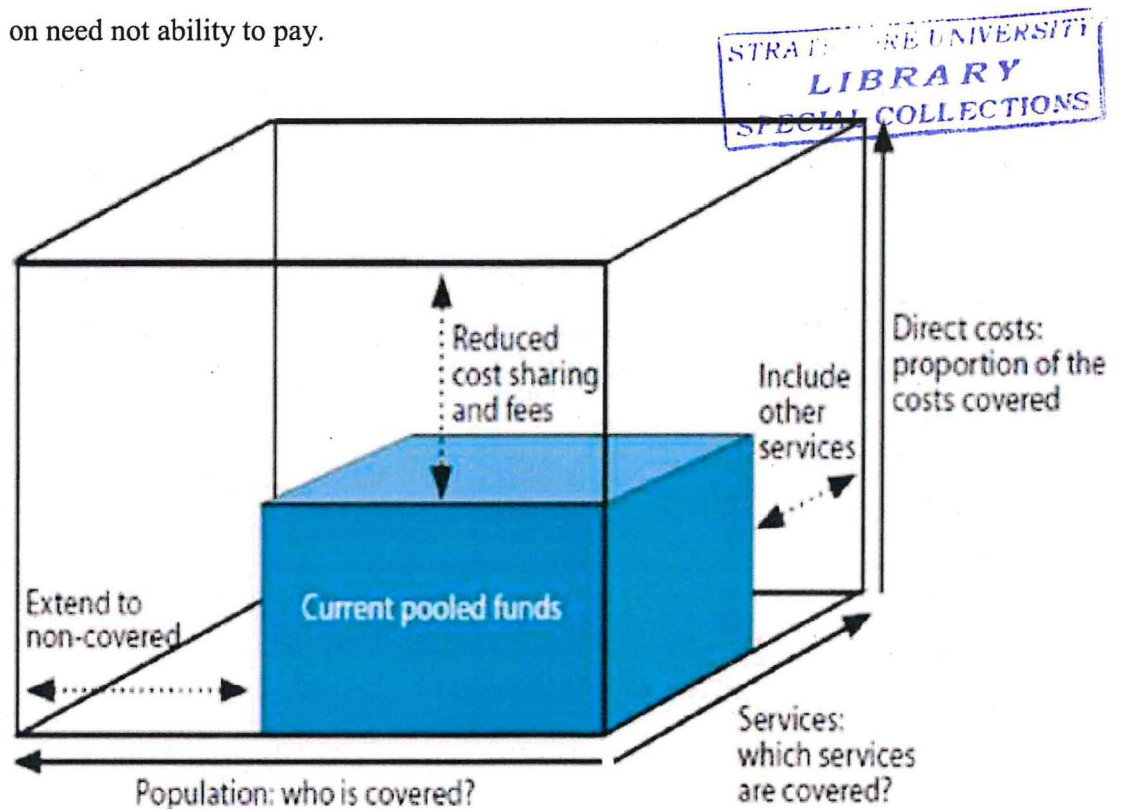 on need not ability to pay.
UNIVERSITY
LIBRARY
SPECIAL COLLECTIONS
Reduced
cost sharing
and fees
Include
other
services
Direct costs:
proportion of the
costs covered
Extend to
non-covered
Current pooled funds
Services:
which services
are covered?
Population: who is covered?